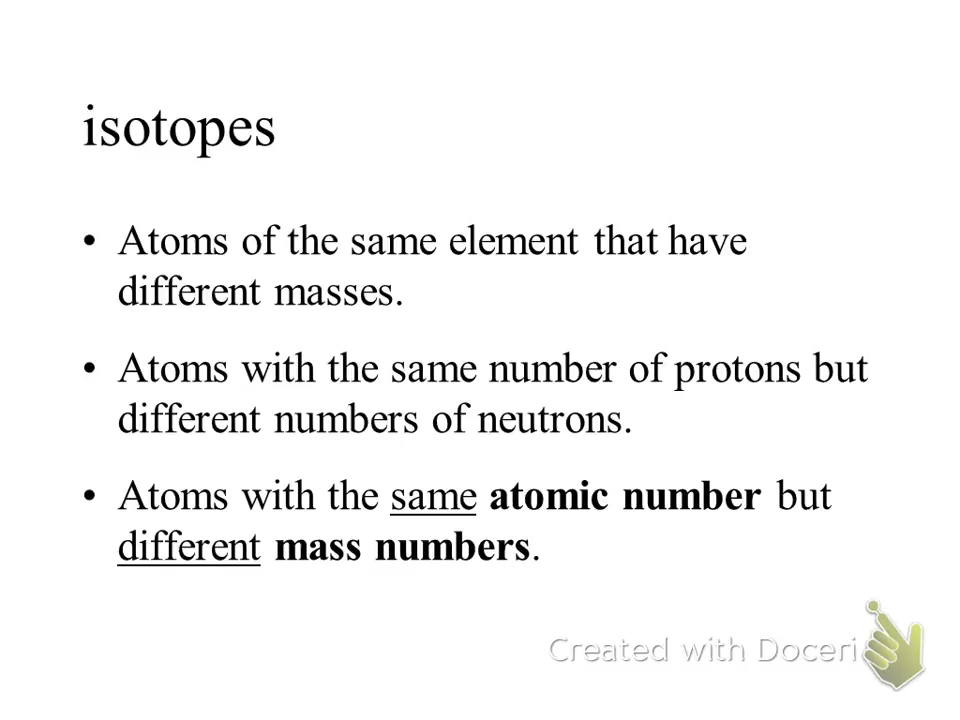 isotopes
• Atoms of the same element that have
different masses.
• Atoms with the same number of protons but
different numbers of neutrons.
• Atoms with the same atomic number but
different mass numbers.
Created with Doceri